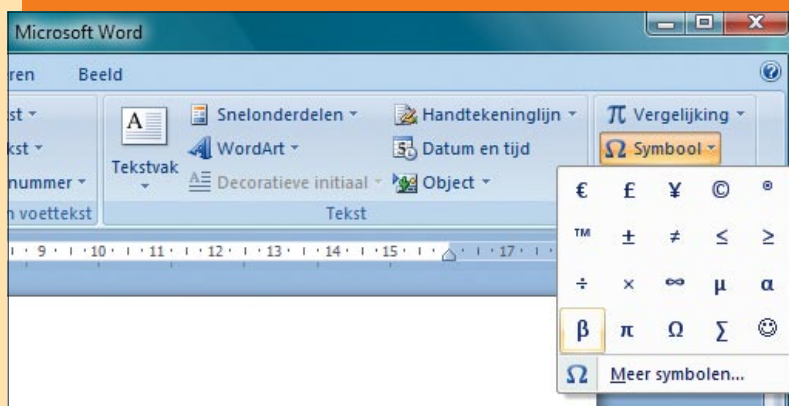 Microsoft Word
ren Beeld
st Snelonderdelen Handtekeninglijn π Vergelijking
kst WordArt Datum en tijd Ω Symbool
nummer Tekstvak A Decoratieve initiaal Object
n voettekst Tekst
9 10 11 12 13 14 15 17
€ £ ¥ © ®
™ ± ≠ ≤ ≥
÷ × ∞ µ α
β π Ω ∑ ☺
Ω Meer symbolen...